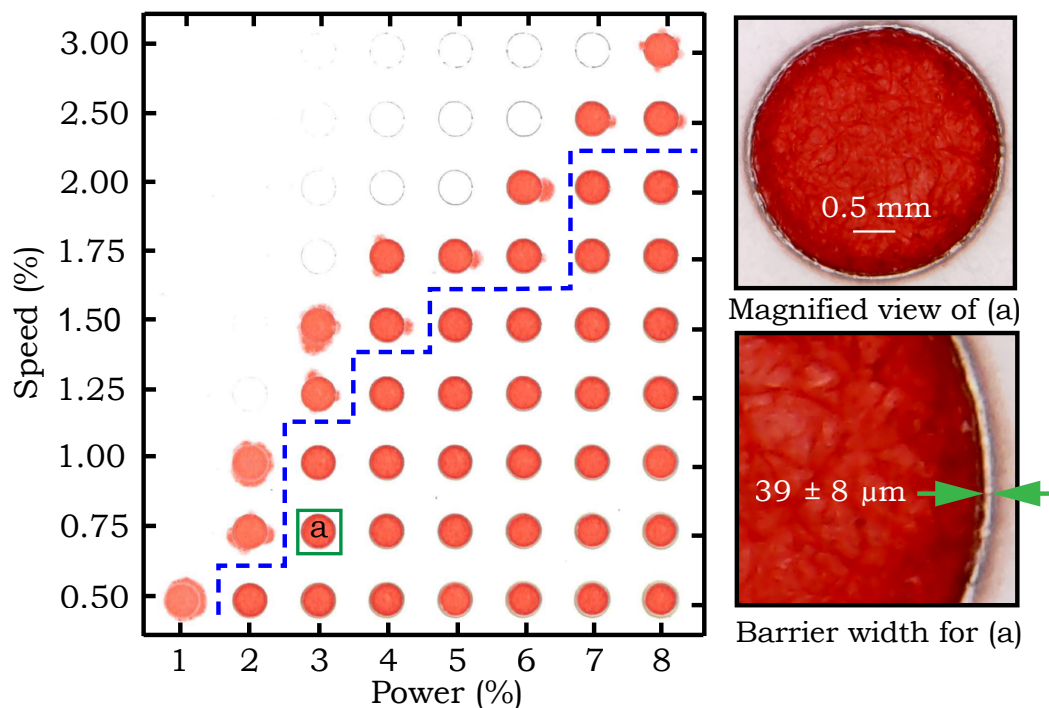 3.00
2.50
2.00
1.75
1.50
1.25
1.00
0.75
0.50
Speed (%)
a
1 2 3 4 5 6 7 8
Power (%)
0.5 mm
Magnified view of (a)
39 ± 8 µm
Barrier width for (a)